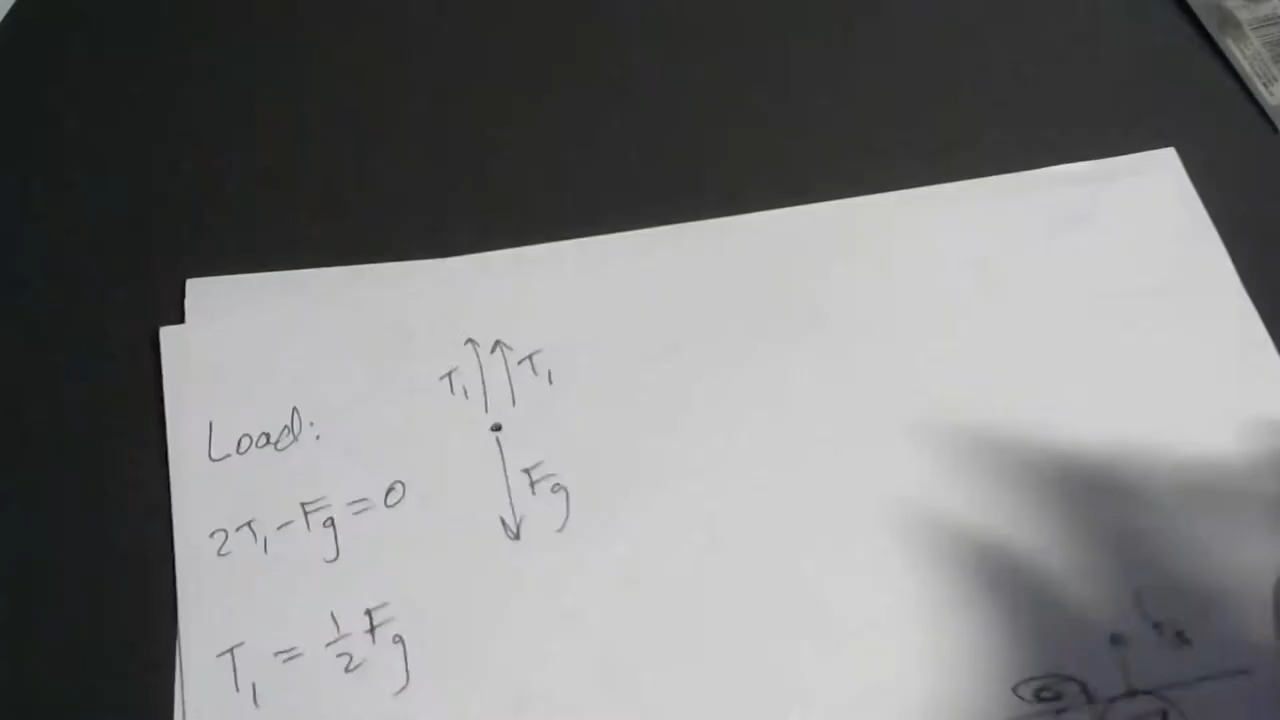 T₁ T₁
Load:
Fg
2T₁-Fg=0
T₁ = 1/2 Fg